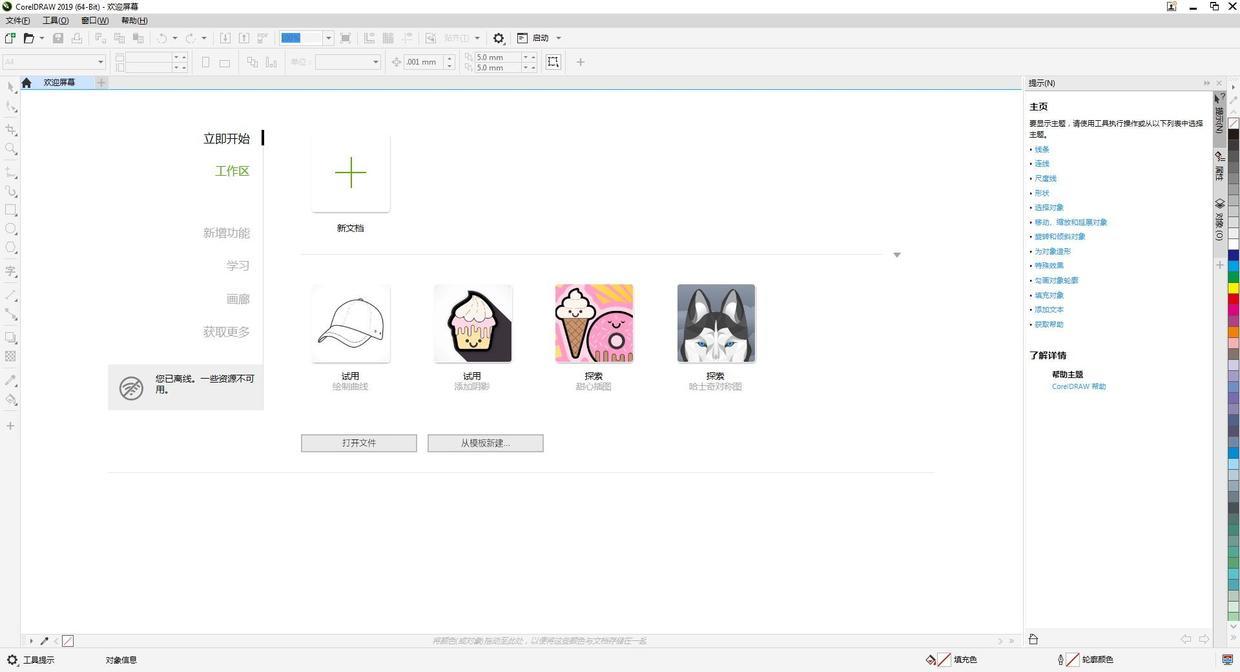 CorelDRAW 2019 (64-Bit) - 欢迎屏幕
文件(F) 工具(O) 窗口(W) 帮助(H)
100% 贴齐(T) 启动
A4 单位: .001 mm 5.0 mm
5.0 mm
欢迎屏幕
提示(N)
立即开始
工作区
新增功能
学习
画廊
获取更多
您已离线。一些资源不可
用。
新文档
试用
绘制曲线
试用
添加阴影
探索
甜心插图
探索
哈士奇对称图
打开文件
从模板新建...
主页
要显示主题，请使用工具执行操作或从以下列表中选择
主题。
• 线条
• 连线
• 尺度线
• 形状
• 选择对象
• 移动、缩放和延展对象
• 旋转和倾斜对象
• 为对象造形
• 特殊效果
• 勾画对象轮廓
• 填充对象
• 添加文本
• 获取帮助
了解详情
帮助主题
CorelDRAW 帮助
提示(N)
属性
对象(O)
将颜色(或对象)拖动至此处，以便将这些颜色与文档存储在一起
工具提示
对象信息
填充色
轮廓颜色